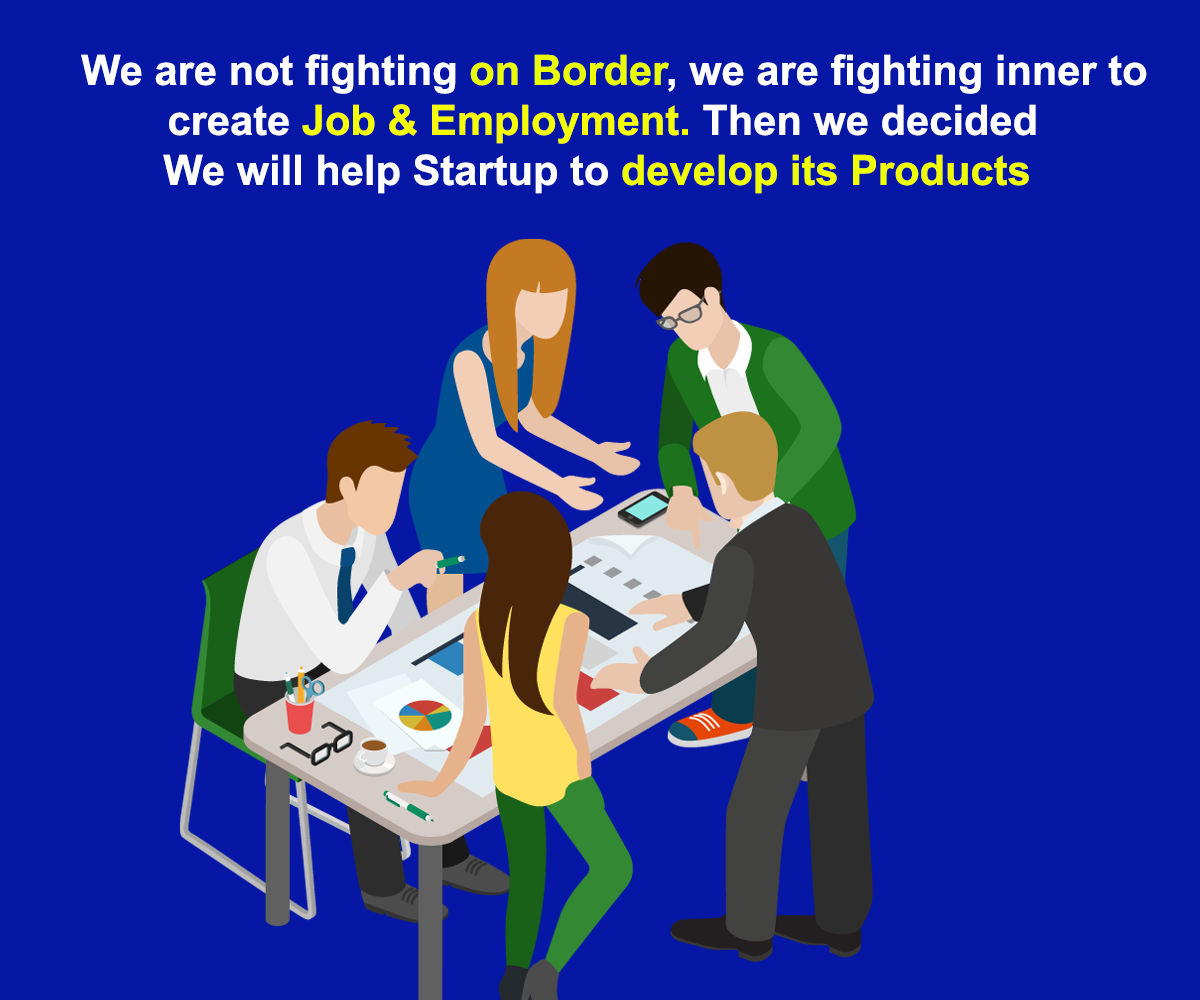 We are not fighting on Border, we are fighting inner to
create Job & Employment. Then we decided
We will help Startup to develop its Products